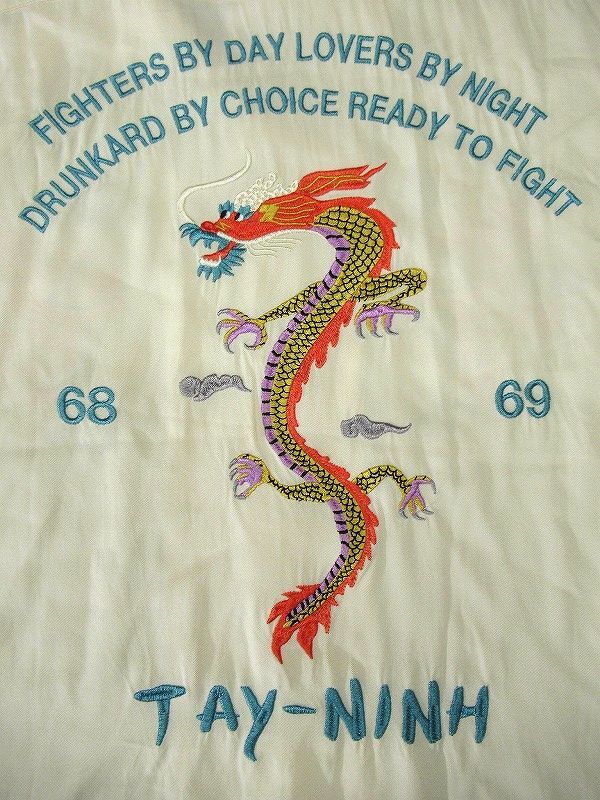 FIGHTERS BY DAY LOVERS BY NIGHT
DRUNKARD BY CHOICE READY TO FIGHT
68
69
TAY-NINH